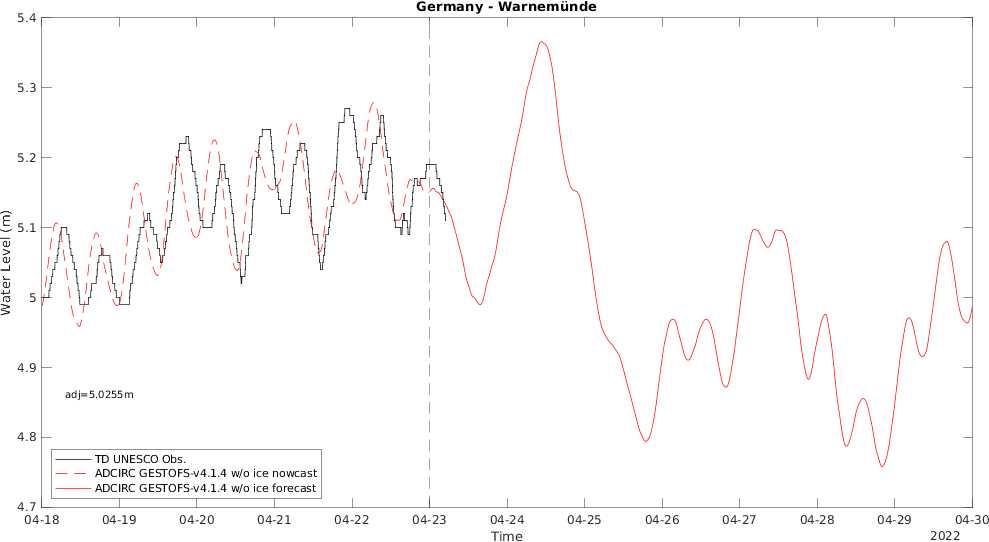 Germany - Warnemünde
Water Level (m)
5.4
5.3
5.2
5.1
5
4.9
4.8
4.7
adj=5.0255m
TD UNESCO Obs.
ADCIRC GESTOFS-v4.1.4 w/o ice nowcast
ADCIRC GESTOFS-v4.1.4 w/o ice forecast
04-18 04-19 04-20 04-21 04-22 04-23 04-24 04-25 04-26 04-27 04-28 04-29 04-30
Time
2022